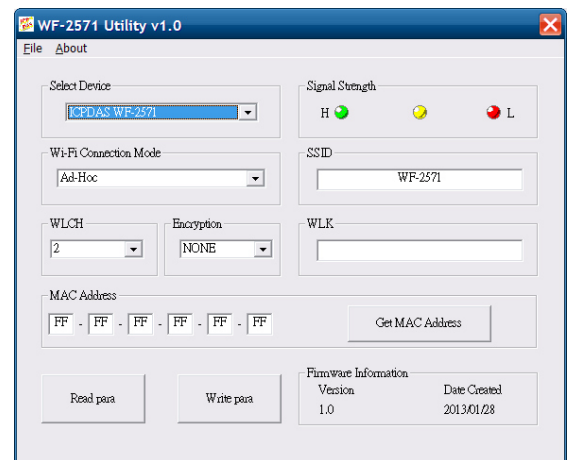 WF-2571 Utility v1.0
File About
Select Device
ICPDAS WF-2571
Signal Strength
H L
Wi-Fi Connection Mode
Ad-Hoc
SSID
WF-2571
WLCH
2
Encryption
NONE
WLK
MAC Address
FF - FF - FF - FF - FF - FF
Get MAC Address
Read para
Write para
Firmware Information
Version Date Created
1.0 2013/01/28